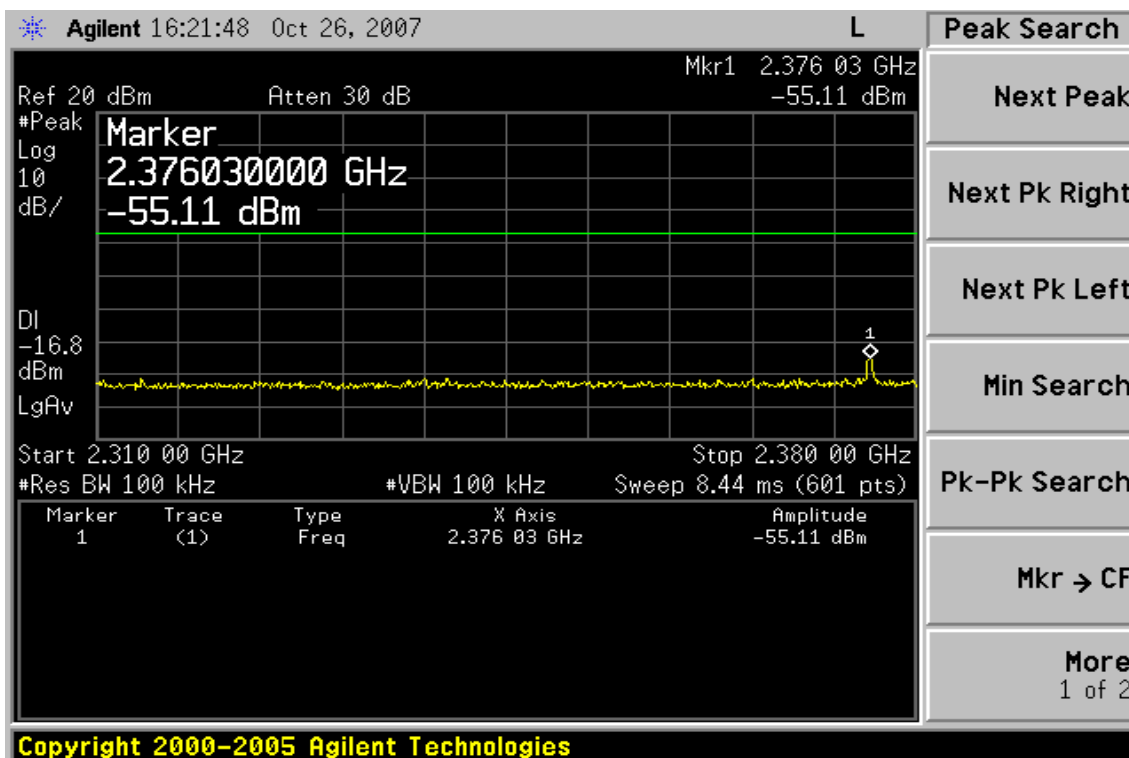 Agilent 16:21:48 Oct 26, 2007 L
Peak Search
Mkr1 2.376 03 GHz
Ref 20 dBm Atten 30 dB -55.11 dBm
#Peak
Log
10
dB/
Marker
2.376030000 GHz
-55.11 dBm
DI
-16.8
dBm
LgAv
1
Start 2.310 00 GHz Stop 2.380 00 GHz
#Res BW 100 kHz #VBW 100 kHz Sweep 8.44 ms (601 pts)
Marker Trace Type X Axis Amplitude
1 (1) Freq 2.376 03 GHz -55.11 dBm
Next Peak
Next Pk Right
Next Pk Left
Min Search
Pk-Pk Search
Mkr → CF
More
1 of 2
Copyright 2000-2005 Agilent Technologies